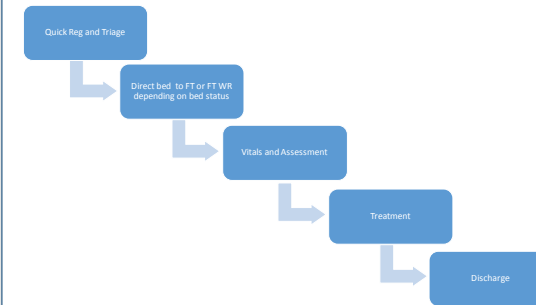 Quick Reg and Triage
Direct bed to FT or FT WR
depending on bed status
Vitals and Assessment
Treatment
Discharge